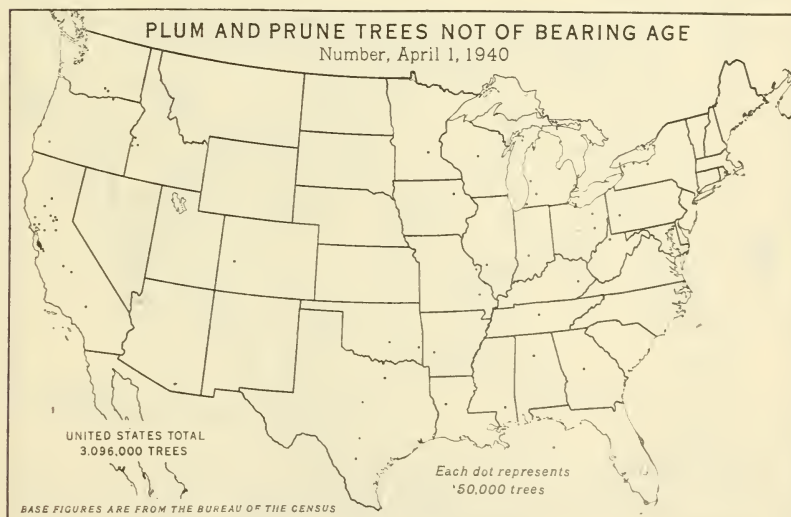 PLUM AND PRUNE TREES NOT OF BEARING AGE
Number, April 1, 1940
UNITED STATES TOTAL
3,096,000 TREES
Each dot represents
50,000 trees
BASE FIGURES ARE FROM THE BUREAU OF THE CENSUS